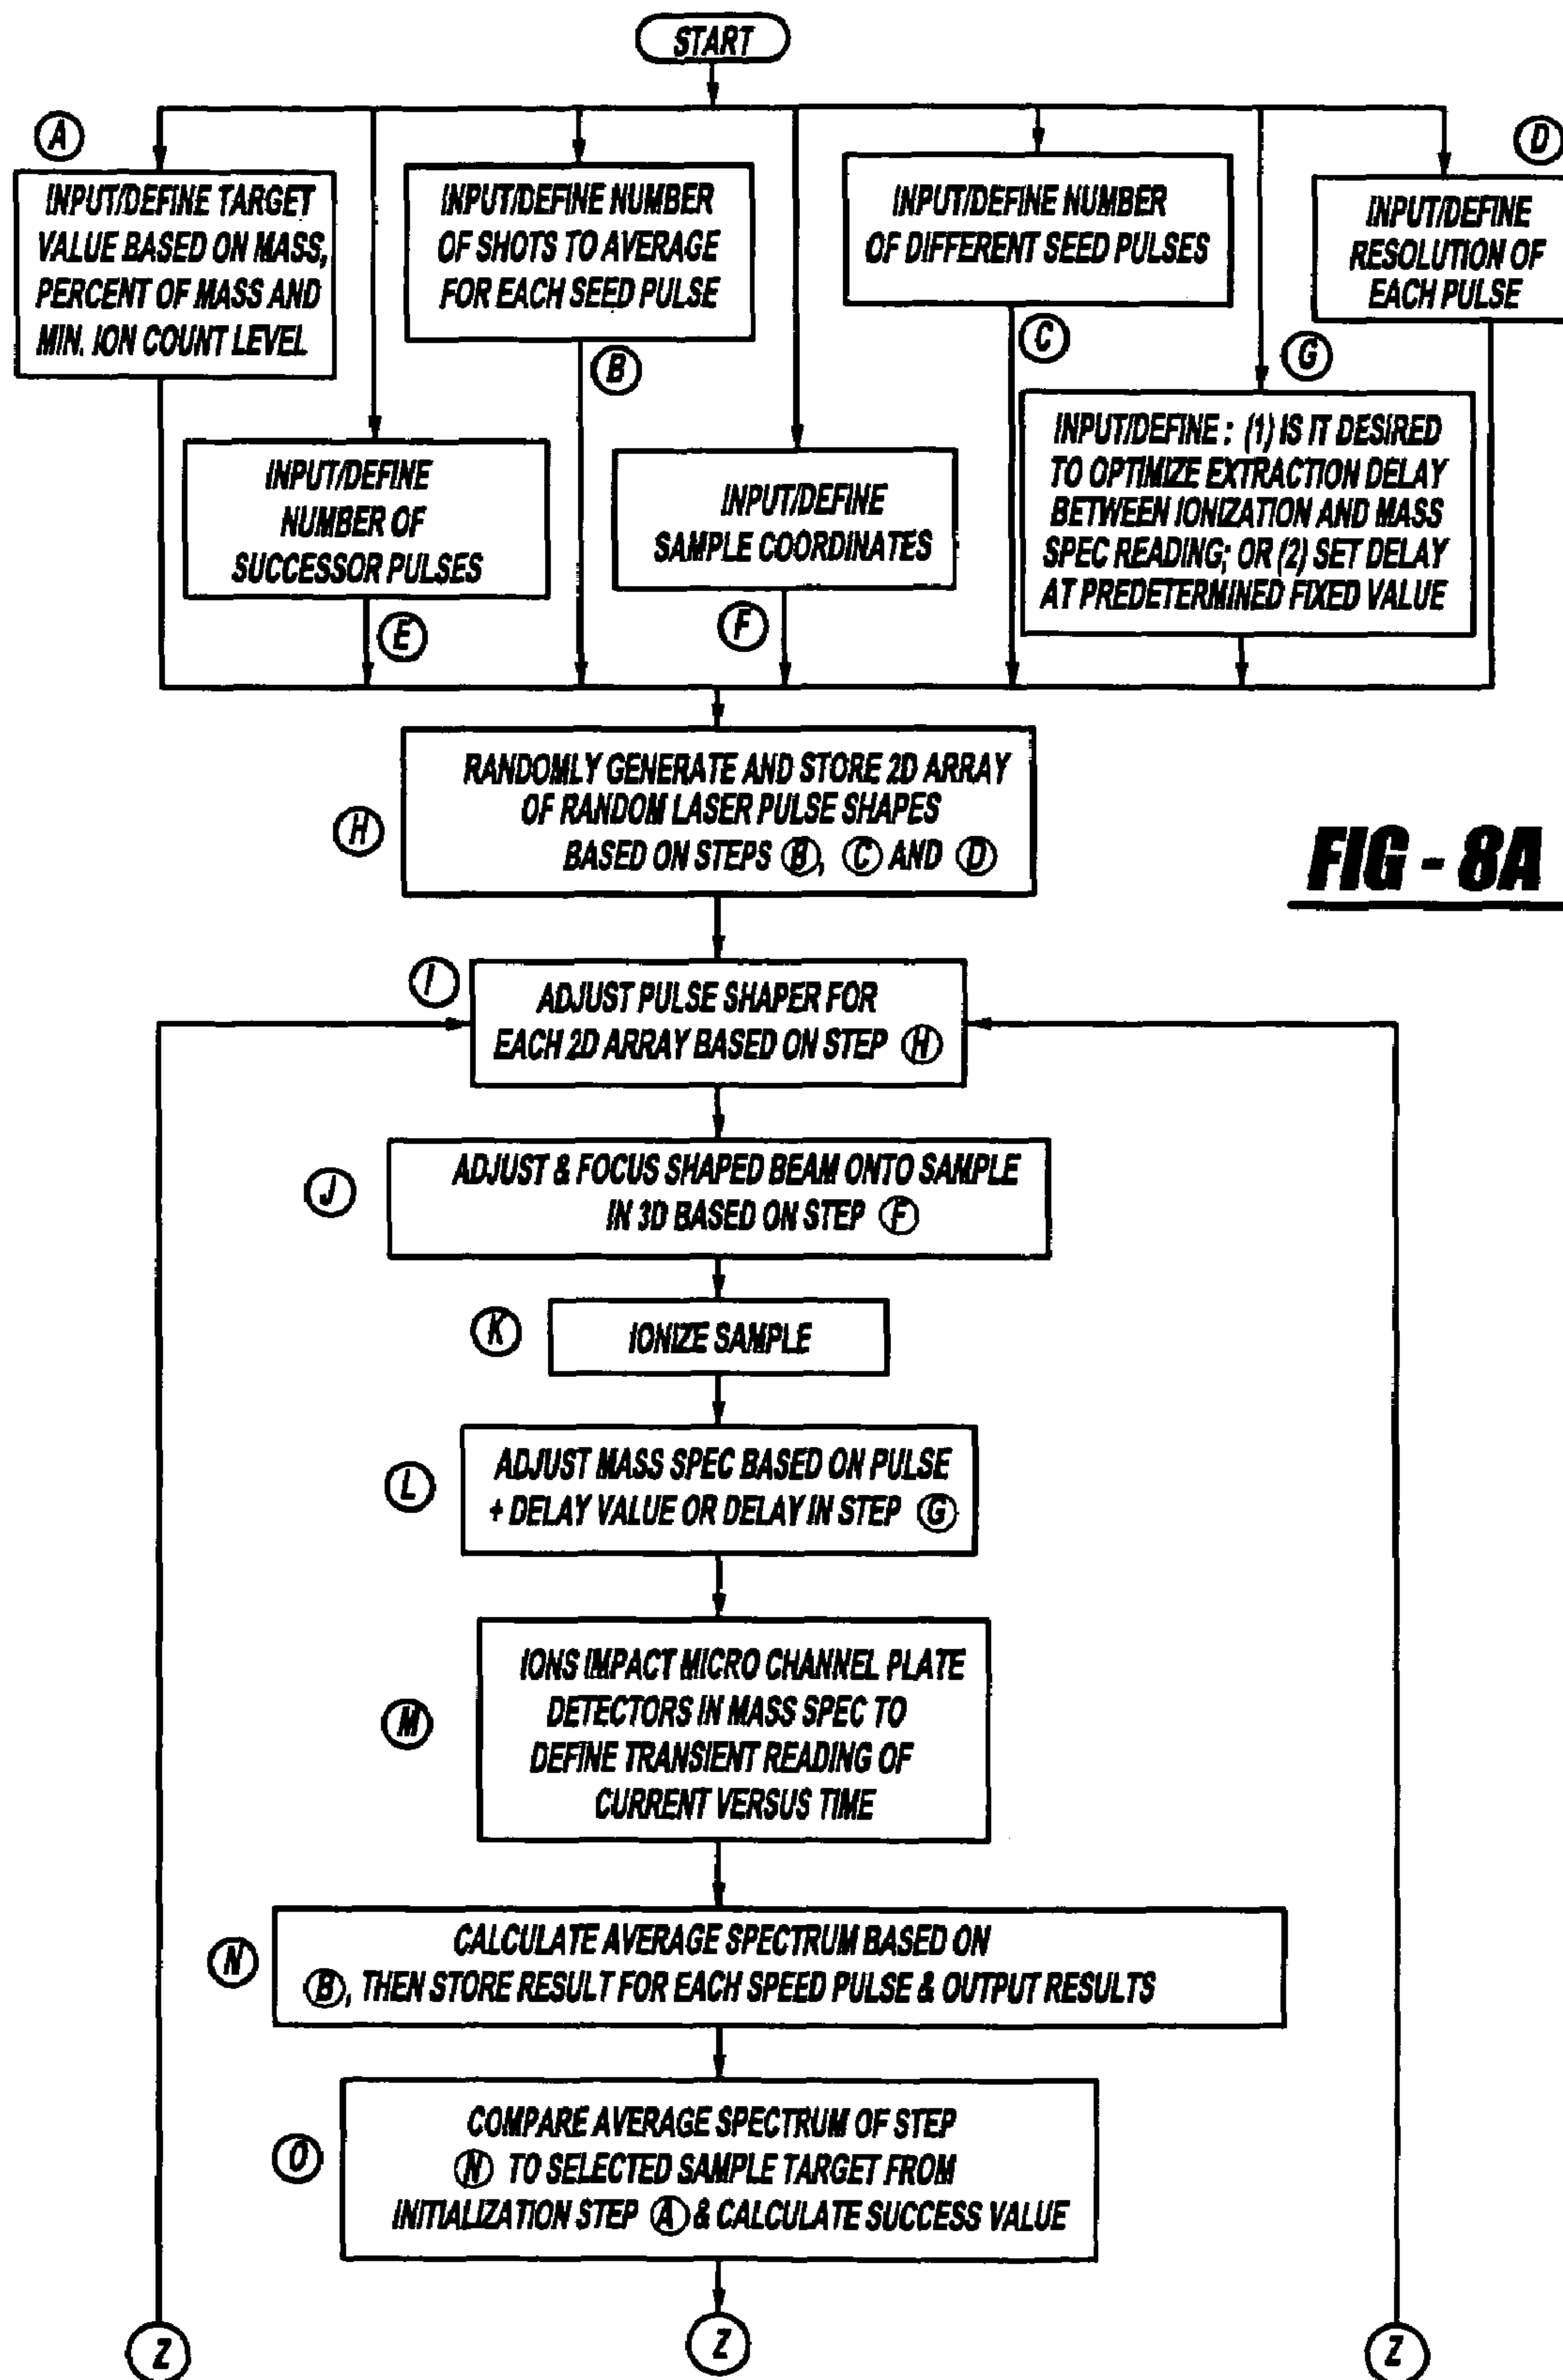 START
A
INPUT/DEFINE TARGET
VALUE BASED ON MASS,
PERCENT OF MASS AND
MIN. ION COUNT LEVEL
INPUT/DEFINE NUMBER
OF SHOTS TO AVERAGE
FOR EACH SEED PULSE
B
INPUT/DEFINE NUMBER
OF DIFFERENT SEED PULSES
C
D
INPUT/DEFINE
RESOLUTION OF
EACH PULSE
INPUT/DEFINE
NUMBER OF
SUCCESSOR PULSES
E
INPUT/DEFINE
SAMPLE COORDINATES
F
G
INPUT/DEFINE : (1) IS IT DESIRED
TO OPTIMIZE EXTRACTION DELAY
BETWEEN IONIZATION AND MASS
SPEC READING; OR (2) SET DELAY
AT PREDETERMINED FIXED VALUE
H
RANDOMLY GENERATE AND STORE 2D ARRAY
OF RANDOM LASER PULSE SHAPES
BASED ON STEPS B, C AND D
FIG - 8A
I
ADJUST PULSE SHAPER FOR
EACH 2D ARRAY BASED ON STEP H
J
ADJUST & FOCUS SHAPED BEAM ONTO SAMPLE
IN 3D BASED ON STEP F
K
IONIZE SAMPLE
L
ADJUST MASS SPEC BASED ON PULSE
+ DELAY VALUE OR DELAY IN STEP G
M
IONS IMPACT MICRO CHANNEL PLATE
DETECTORS IN MASS SPEC TO
DEFINE TRANSIENT READING OF
CURRENT VERSUS TIME
N
CALCULATE AVERAGE SPECTRUM BASED ON
B, THEN STORE RESULT FOR EACH SPEED PULSE & OUTPUT RESULTS
O
COMPARE AVERAGE SPECTRUM OF STEP
N TO SELECTED SAMPLE TARGET FROM
INITIALIZATION STEP A & CALCULATE SUCCESS VALUE
Z
Z
Z